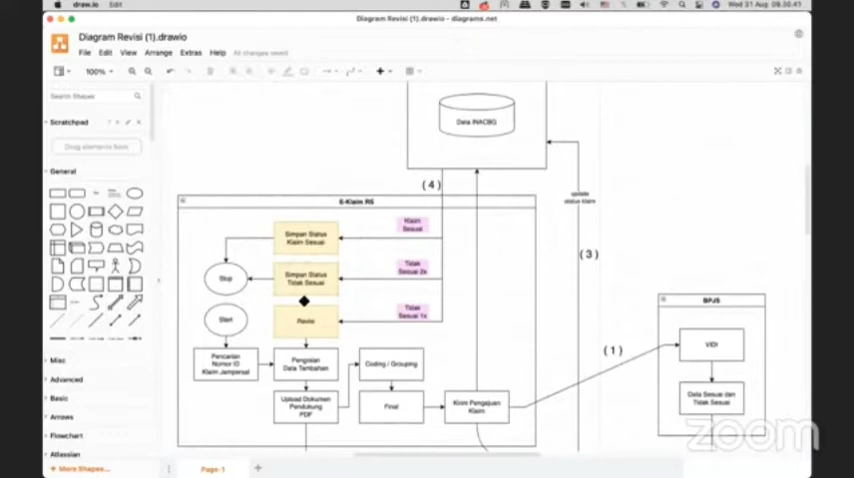 draw.io Edit
Wed 31 Aug 09.30.41
Diagram Revisi (1).drawio - diagrams.net
Diagram Revisi (1).drawio
File Edit View Arrange Extras Help All changes saved
100%
Search Shapes
Scratchpad
Drag elements here
General
Misc
Advanced
Basic
Arrows
Flowchart
Atlassian
+ More Shapes...
Page-1
Data INACBG
(4)
update
status klaim
(3)
E-Klaim RS
Simpan Status
Klaim Sesuai
Klaim
Sesuai
Stop
Simpan Status
Tidak Sesuai
Tidak
Sesuai 2x
Start
Revisi
Tidak
Sesuai 1x
Pencarian
Nomor ID
Klaim Jampersal
Pengisian
Data Tambahan
Coding / Grouping
Upload Dokumen
Pendukung
PDF
Final
Kirim Pengajuan
Klaim
(1)
BPJS
VIDI
Data Sesuai dan
Tidak Sesuai
zoom